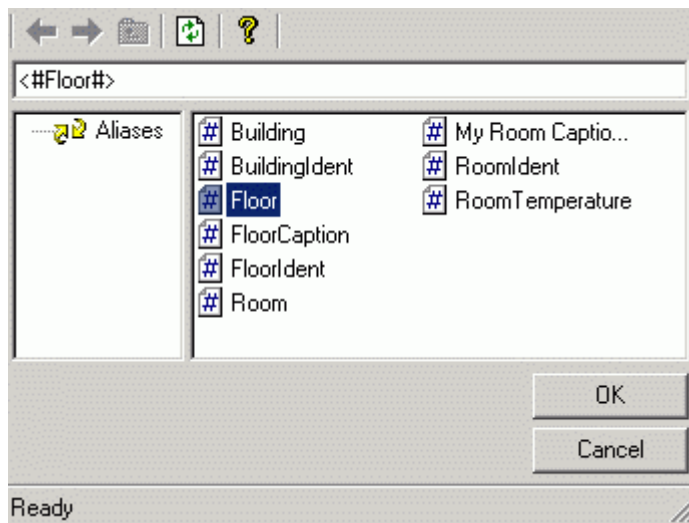 <#Floor#>
Aliases
Building
BuildingIdent
Floor
FloorCaption
FloorIdent
Room
My Room Captio...
RoomIdent
RoomTemperature
OK
Cancel
Ready